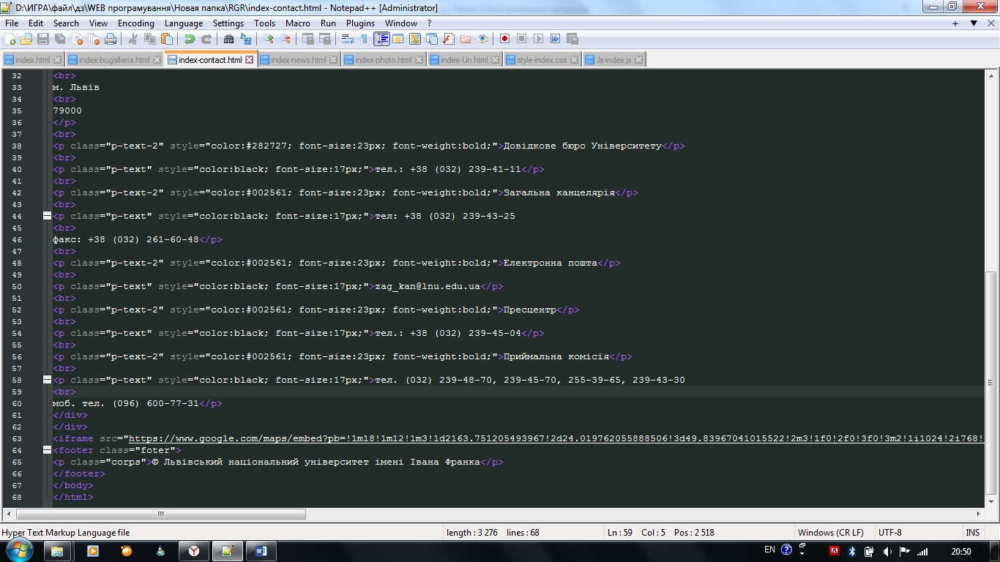 D:\ИГРА\файл\дз\WEB програмування\Новая папка\RGR\index-contact.html - Notepad++ [Administrator]
File Edit Search View Encoding Language Settings Tools Macro Run Plugins Window ? + ▼ X
index.html index-bugalteria.html index-contact.html index-news.html index-photo.html index-Un.html style-index.css Js-index.js
32 <br>
33 м. Львів
34 <br>
35 79000
36 </p>
37 <br>
38 <p class="p-text-2" style="color:#282727; font-size:23px; font-weight:bold;">Довідкове бюро Університету</p>
39 <br>
40 <p class="p-text" style="color:black; font-size:17px;">тел.: +38 (032) 239-41-11</p>
41 <br>
42 <p class="p-text-2" style="color:#002561; font-size:23px; font-weight:bold;">Загальна канцелярія</p>
43 <br>
44 <p class="p-text" style="color:black; font-size:17px;">тел: +38 (032) 239-43-25
45 <br>
46 факс: +38 (032) 261-60-48</p>
47 <br>
48 <p class="p-text-2" style="color:#002561; font-size:23px; font-weight:bold;">Електронна пошта</p>
49 <br>
50 <p class="p-text" style="color:black; font-size:17px;">zag_kan@lnu.edu.ua</p>
51 <br>
52 <p class="p-text-2" style="color:#002561; font-size:23px; font-weight:bold;">Пресцентр</p>
53 <br>
54 <p class="p-text" style="color:black; font-size:17px;">тел.: +38 (032) 239-45-04</p>
55 <br>
56 <p class="p-text-2" style="color:#002561; font-size:23px; font-weight:bold;">Приймальна комісія</p>
57 <br>
58 <p class="p-text" style="color:black; font-size:17px;">тел. (032) 239-48-70, 239-45-70, 255-39-65, 239-43-30
59 <br>
60 моб. тел. (096) 600-77-31</p>
61 </div>
62 </div>
63 <iframe src="https://www.google.com/maps/embed?pb=!1m18!1m12!1m3!1d2163.751205493967!2d24.019762055888506!3d49.83967041015522!2m3!1f0!2f0!3f0!3m2!1i1024!2i768!
64 <footer class="foter">
65 <p class="corps">© Львівський національний університет імені Івана Франка</p>
66 </footer>
67 </body>
68 </html>
Hyper Text Markup Language file length : 3 276 lines : 68 Ln : 59 Col : 5 Pos : 2 518 Windows (CR LF) UTF-8 INS
EN 20:50